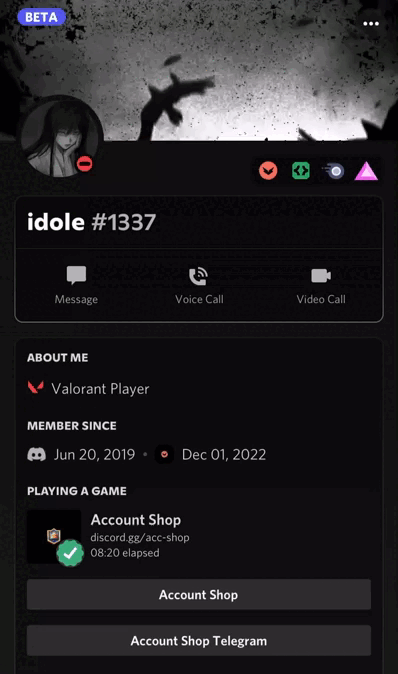 BETA
idole #1337
Message
Voice Call
Video Call
ABOUT ME
Valorant Player
MEMBER SINCE
Jun 20, 2019 • Dec 01, 2022
PLAYING A GAME
Account Shop
discord.gg/acc-shop
08:20 elapsed
Account Shop
Account Shop Telegram